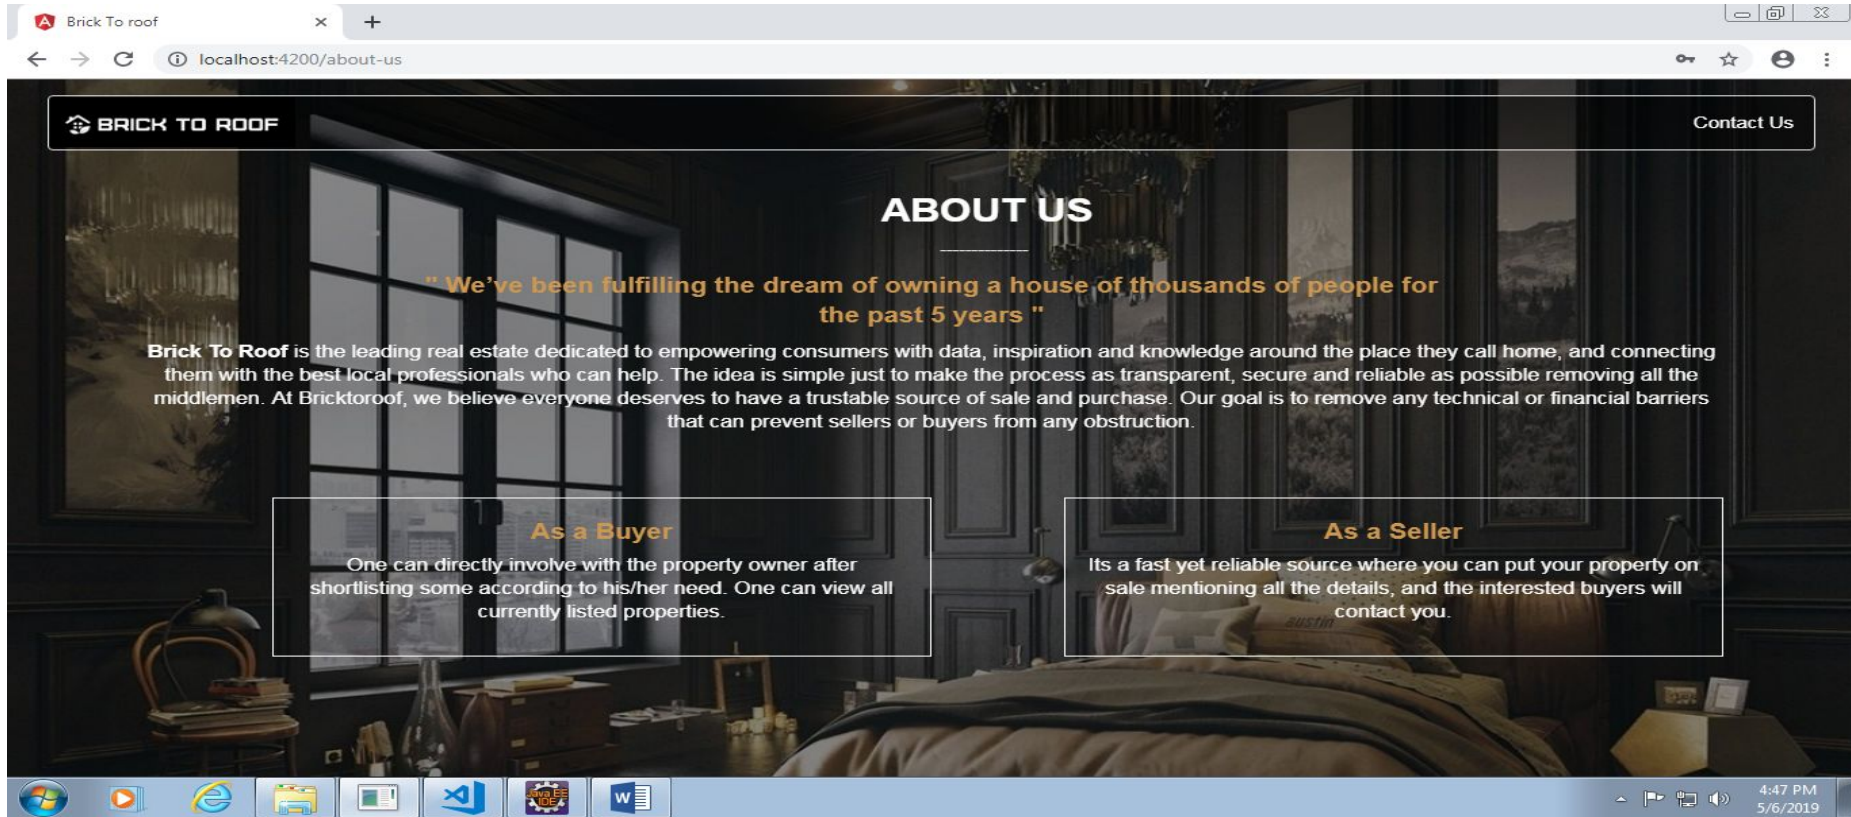 Brick To roof
localhost:4200/about-us
BRICK TO ROOF
Contact Us
ABOUT US
--------------
" We've been fulfilling the dream of owning a house of thousands of people for
the past 5 years "
Brick To Roof is the leading real estate dedicated to empowering consumers with data, inspiration and knowledge around the place they call home, and connecting
them with the best local professionals who can help. The idea is simple just to make the process as transparent, secure and reliable as possible removing all the
middlemen. At Bricktoroof, we believe everyone deserves to have a trustable source of sale and purchase. Our goal is to remove any technical or financial barriers
that can prevent sellers or buyers from any obstruction.
As a Buyer
One can directly involve with the property owner after
shortlisting some according to his/her need. One can view all
currently listed properties.
As a Seller
Its a fast yet reliable source where you can put your property on
sale mentioning all the details, and the interested buyers will
contact you.
austin
Java EE
IDE
W
4:47 PM
5/6/2019